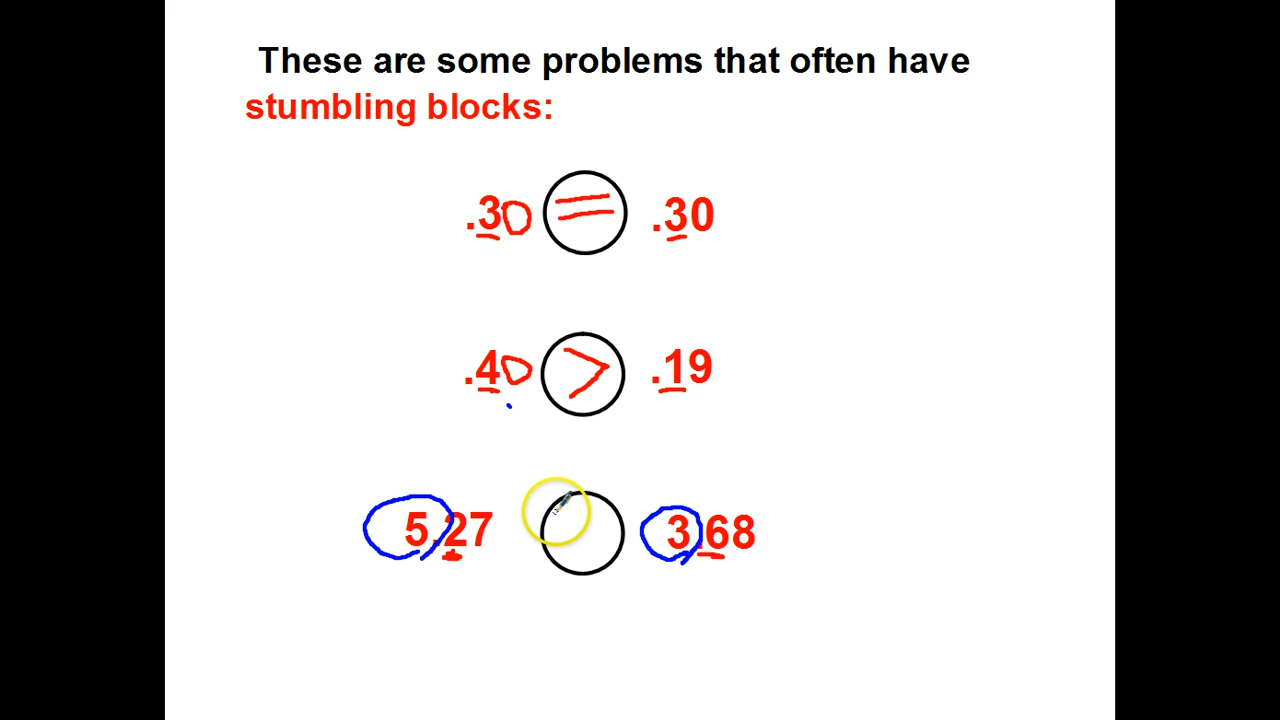 These are some problems that often have
stumbling blocks:
.30 = .30
.40 > .19
5.27 3.68